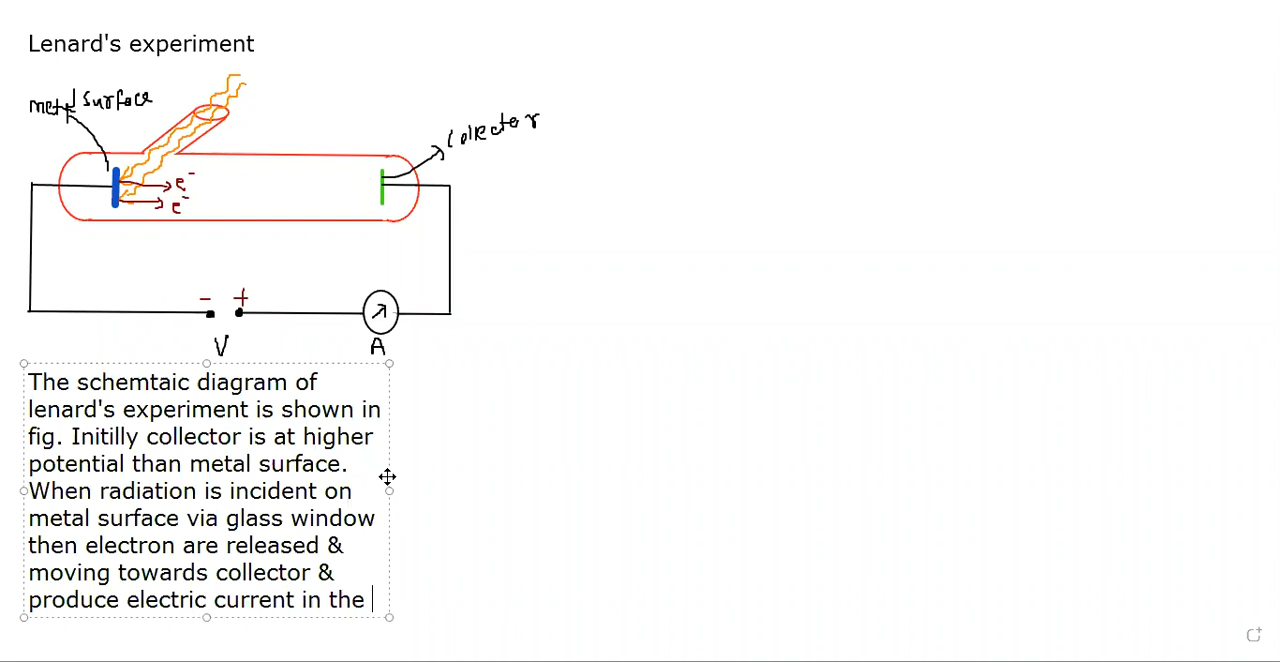 Lenard's experiment
metal surface
collector
e-
e-
- +
V
A
The schemtaic diagram of
lenard's experiment is shown in
fig. Initilly collector is at higher
potential than metal surface.
When radiation is incident on
metal surface via glass window
then electron are released &
moving towards collector &
produce electric current in the